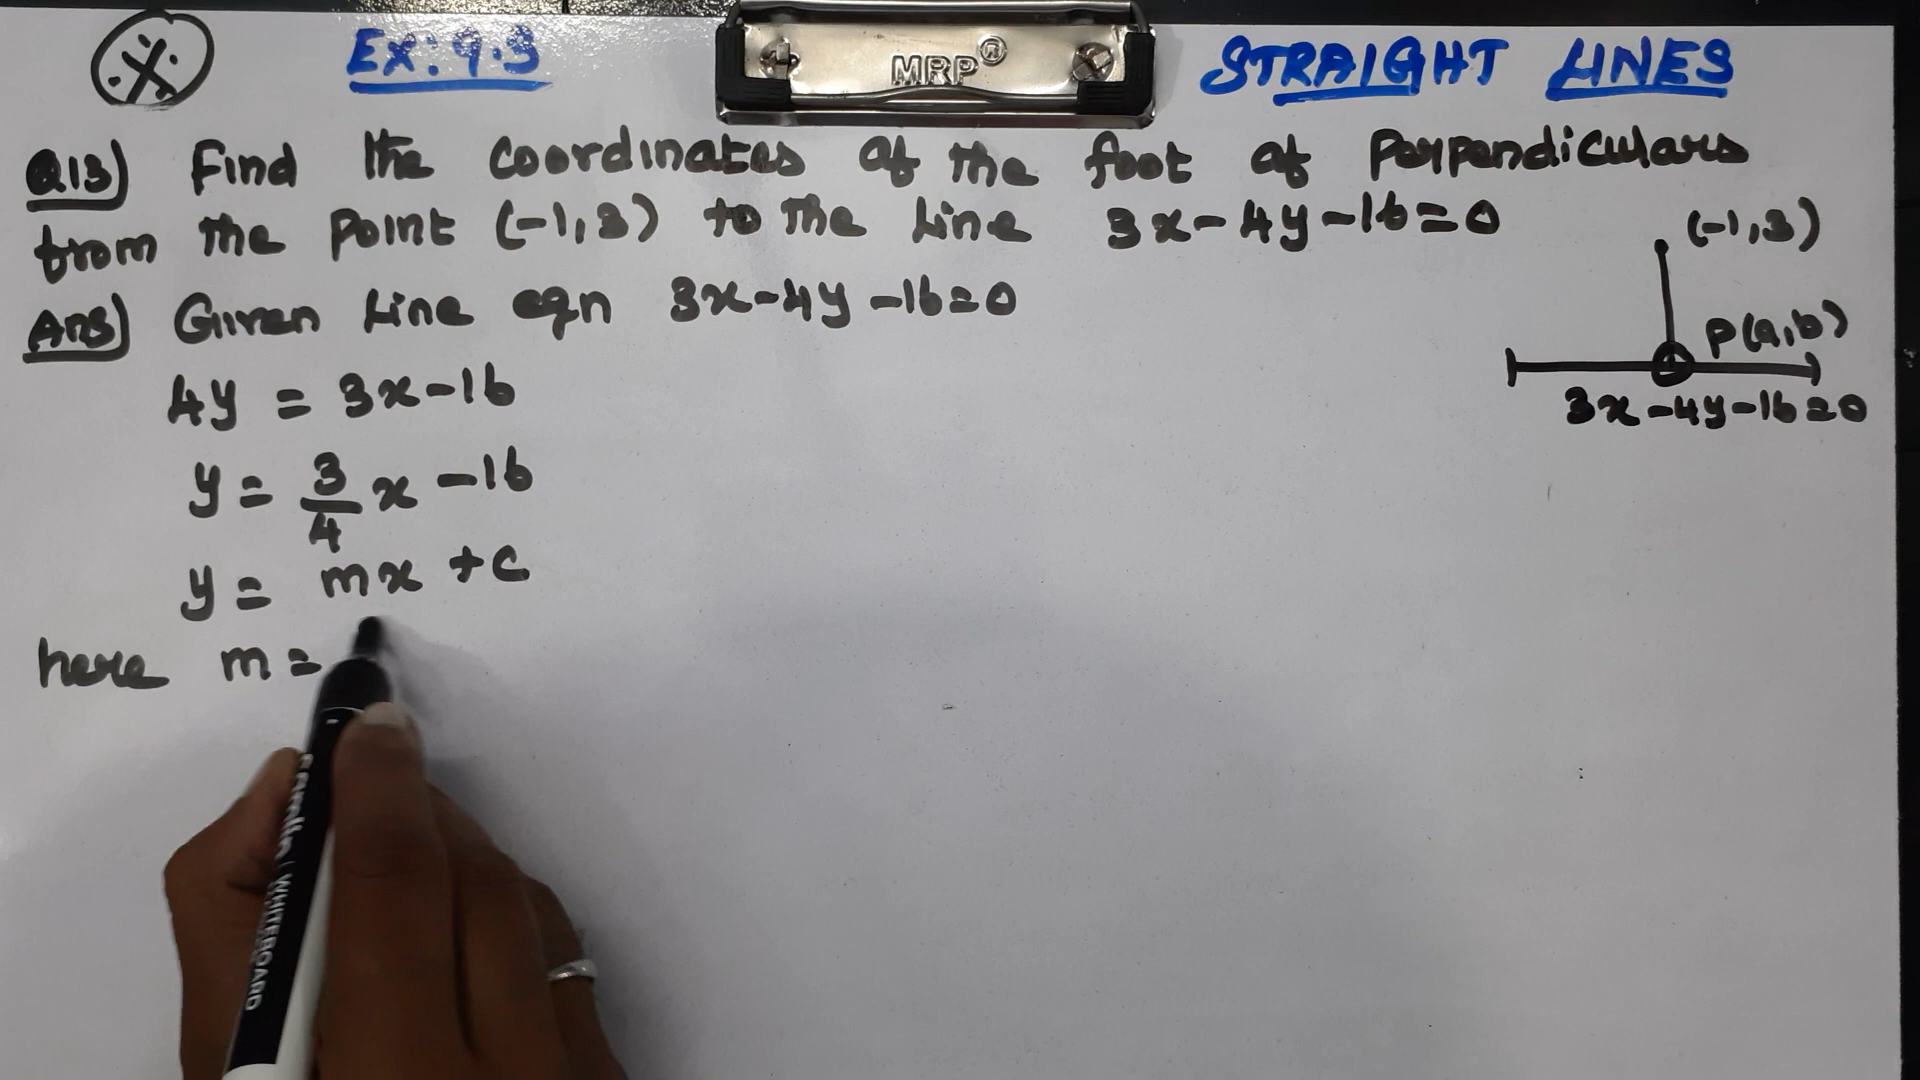 Ex: 9.3
MRP®
STRAIGHT LINES
Q13) Find the coordinates of the foot of perpendiculars
from the point (-1,3) to the line 3x-4y-16=0
(-1,3)
Ans) Given Line eqn 3x-4y-16=0
P(a,b)
3x-4y-16=0
4y = 3x-16
y = 3/4 x -16
y = mx +c
here m =
WHITEBOARD